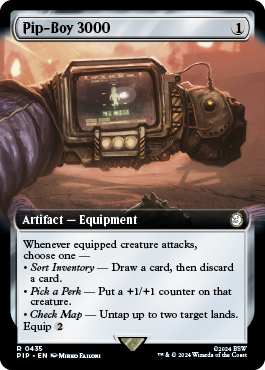 Pip-Boy 3000 1
Artifact — Equipment
Whenever equipped creature attacks,
choose one —
• Sort Inventory — Draw a card, then discard
a card.
• Pick a Perk — Put a +1/+1 counter on that
creature.
• Check Map — Untap up to two target lands.
Equip 2
R 0435 ©2024 BSW
PIP • EN Mirko Failoni ™ & © 2024 Wizards of the Coast